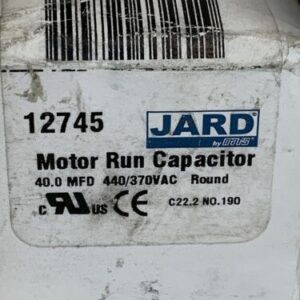 12745
JARD
by mars
Motor Run Capacitor
40.0 MFD 440/370VAC Round
c UR us CE C22.2 NO.190